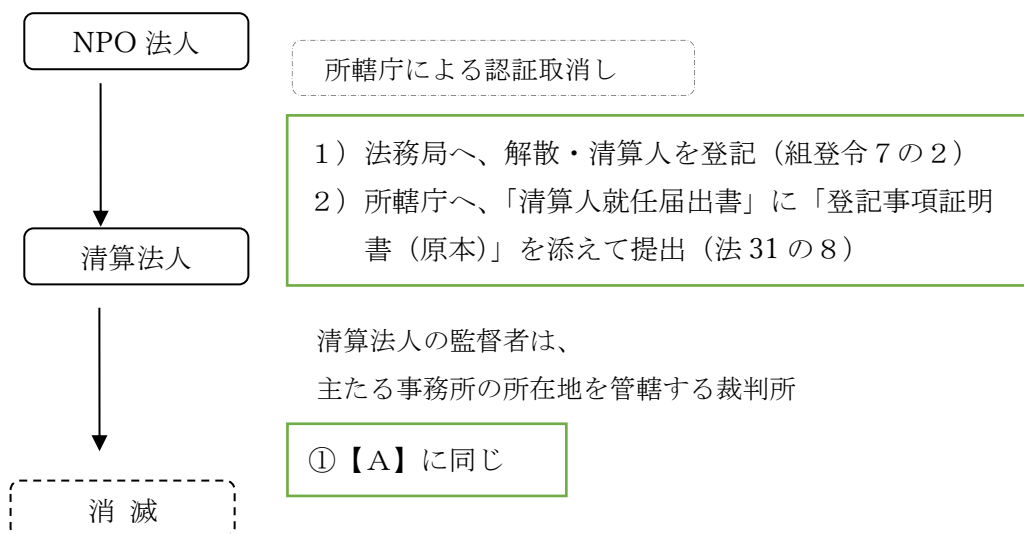 NPO 法人
所轄庁による認証取消し
１）法務局へ、解散・清算人を登記（組登令７の２）
２）所轄庁へ、「清算人就任届出書」に「登記事項証明
書（原本）」を添えて提出（法 31 の８）
清算法人
清算法人の監督者は、
主たる事務所の所在地を管轄する裁判所
①【A】に同じ
消 滅